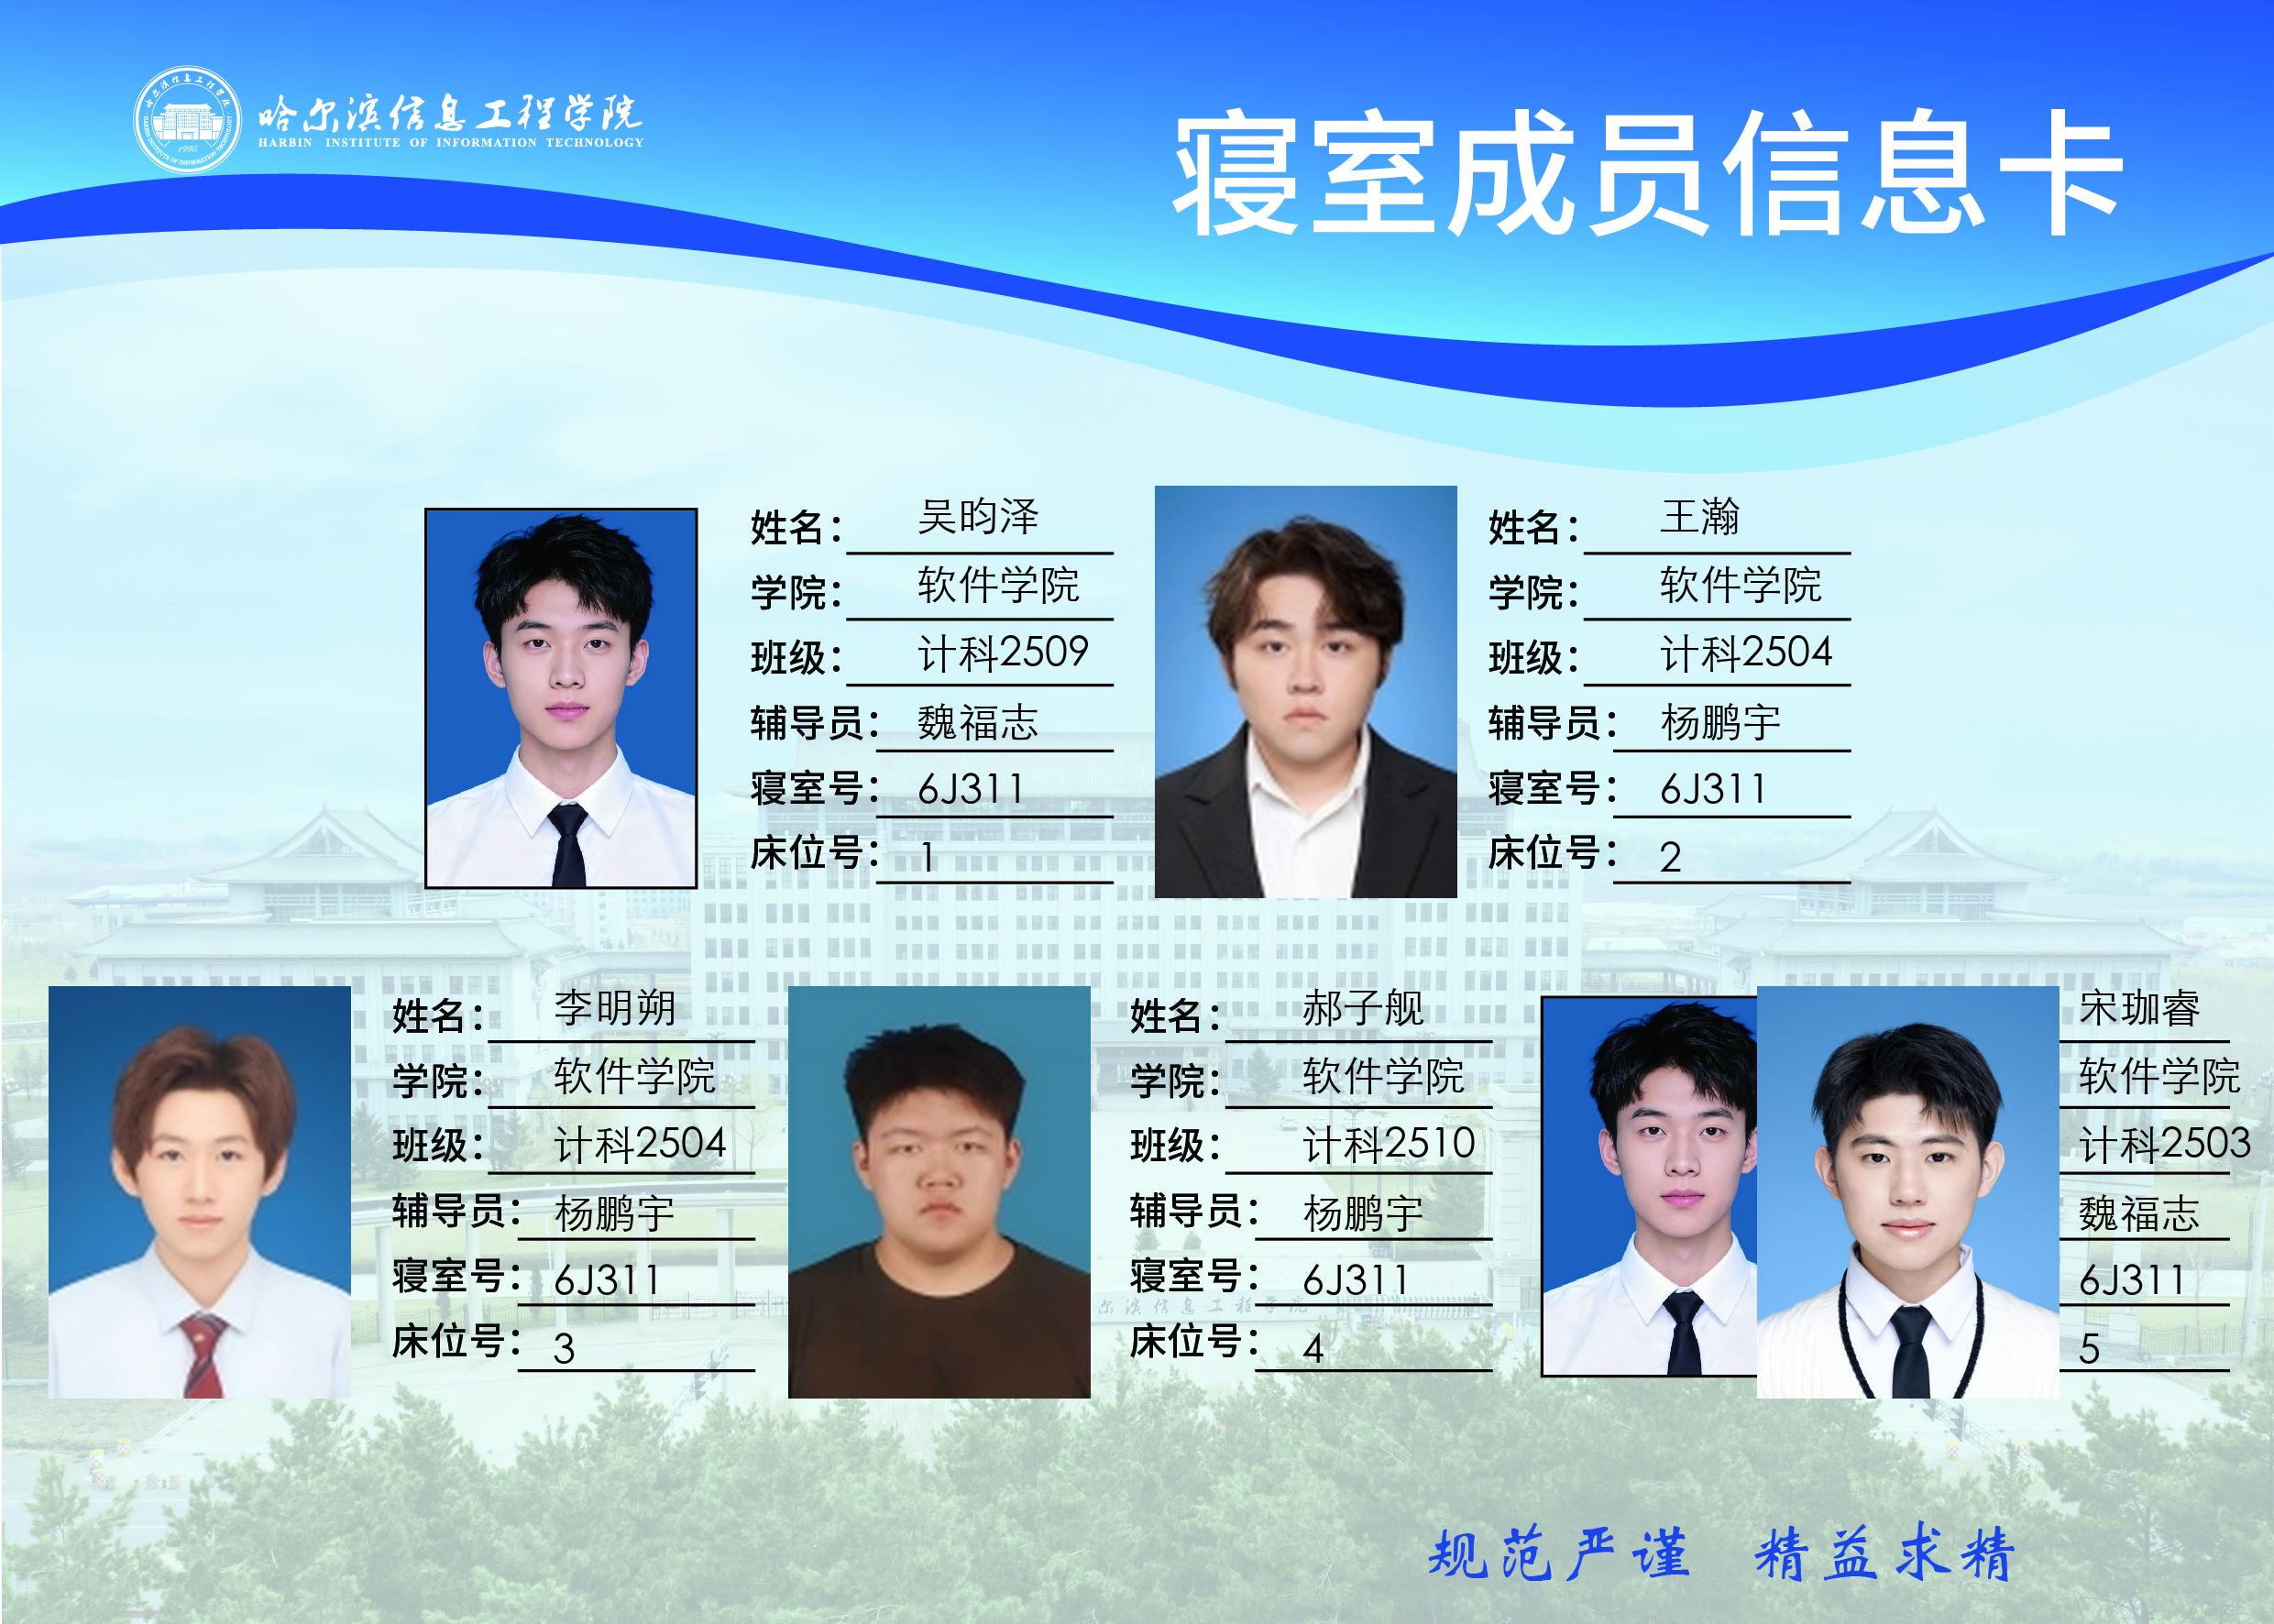 哈尔滨信息工程学院
HARBIN INSTITUTE OF INFORMATION TECHNOLOGY
1995
寝室成员信息卡
姓名： 吴昀泽
学院： 软件学院
班级： 计科2509
辅导员： 魏福志
寝室号： 6J311
床位号： 1
姓名： 王瀚
学院： 软件学院
班级： 计科2504
辅导员： 杨鹏宇
寝室号： 6J311
床位号： 2
姓名： 李明朔
学院： 软件学院
班级： 计科2504
辅导员： 杨鹏宇
寝室号： 6J311
床位号： 3
姓名： 郝子舰
学院： 软件学院
班级： 计科2510
辅导员： 杨鹏宇
寝室号： 6J311
床位号： 4
宋珈睿
软件学院
计科2503
魏福志
6J311
5
尔滨信息工程学院
规范严谨 精益求精